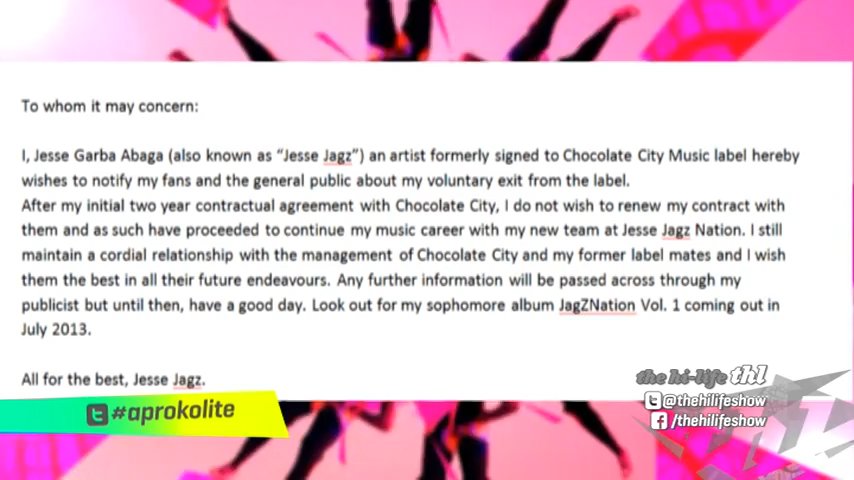 To whom it may concern:
I, Jesse Garba Abaga (also known as "Jesse Jagz") an artist formerly signed to Chocolate City Music label hereby
wishes to notify my fans and the general public about my voluntary exit from the label.
After my initial two year contractual agreement with Chocolate City, I do not wish to renew my contract with
them and as such have proceeded to continue my music career with my new team at Jesse Jagz Nation. I still
maintain a cordial relationship with the management of Chocolate City and my former label mates and I wish
them the best in all their future endeavours. Any further information will be passed across through my
publicist but until then, have a good day. Look out for my sophomore album JagZNation Vol. 1 coming out in
July 2013.
All for the best, Jesse Jagz.
the hi-life thl
@thehilifeshow
/thehilifeshow
#aprokolite